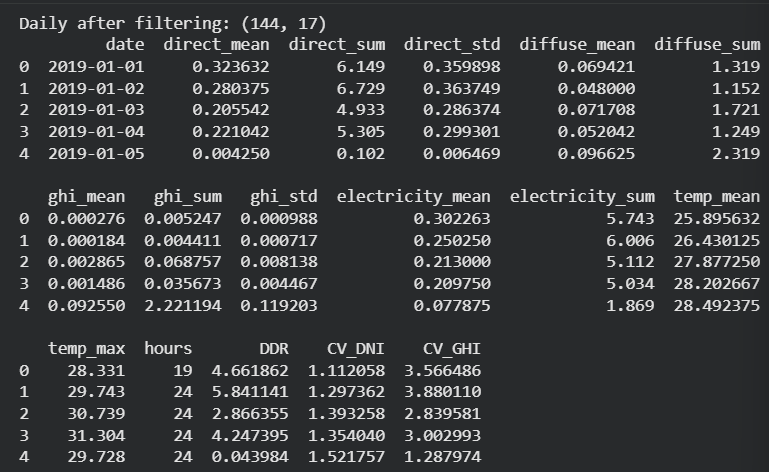 Daily after filtering: (144, 17)
date direct_mean direct_sum direct_std diffuse_mean diffuse_sum
0 2019-01-01 0.323632 6.149 0.359898 0.069421 1.319
1 2019-01-02 0.280375 6.729 0.363749 0.048000 1.152
2 2019-01-03 0.205542 4.933 0.286374 0.071708 1.721
3 2019-01-04 0.221042 5.305 0.299301 0.052042 1.249
4 2019-01-05 0.004250 0.102 0.006469 0.096625 2.319
ghi_mean ghi_sum ghi_std electricity_mean electricity_sum temp_mean
0 0.000276 0.005247 0.000988 0.302263 5.743 25.895632
1 0.000184 0.004411 0.000717 0.250250 6.006 26.430125
2 0.002865 0.068757 0.008138 0.213000 5.112 27.877250
3 0.001486 0.035673 0.004467 0.209750 5.034 28.202667
4 0.092550 2.221194 0.119203 0.077875 1.869 28.492375
temp_max hours DDR CV_DNI CV_GHI
0 28.331 19 4.661862 1.112058 3.566486
1 29.743 24 5.841141 1.297362 3.880110
2 30.739 24 2.866355 1.393258 2.839581
3 31.304 24 4.247395 1.354040 3.002993
4 29.728 24 0.043984 1.521757 1.287974